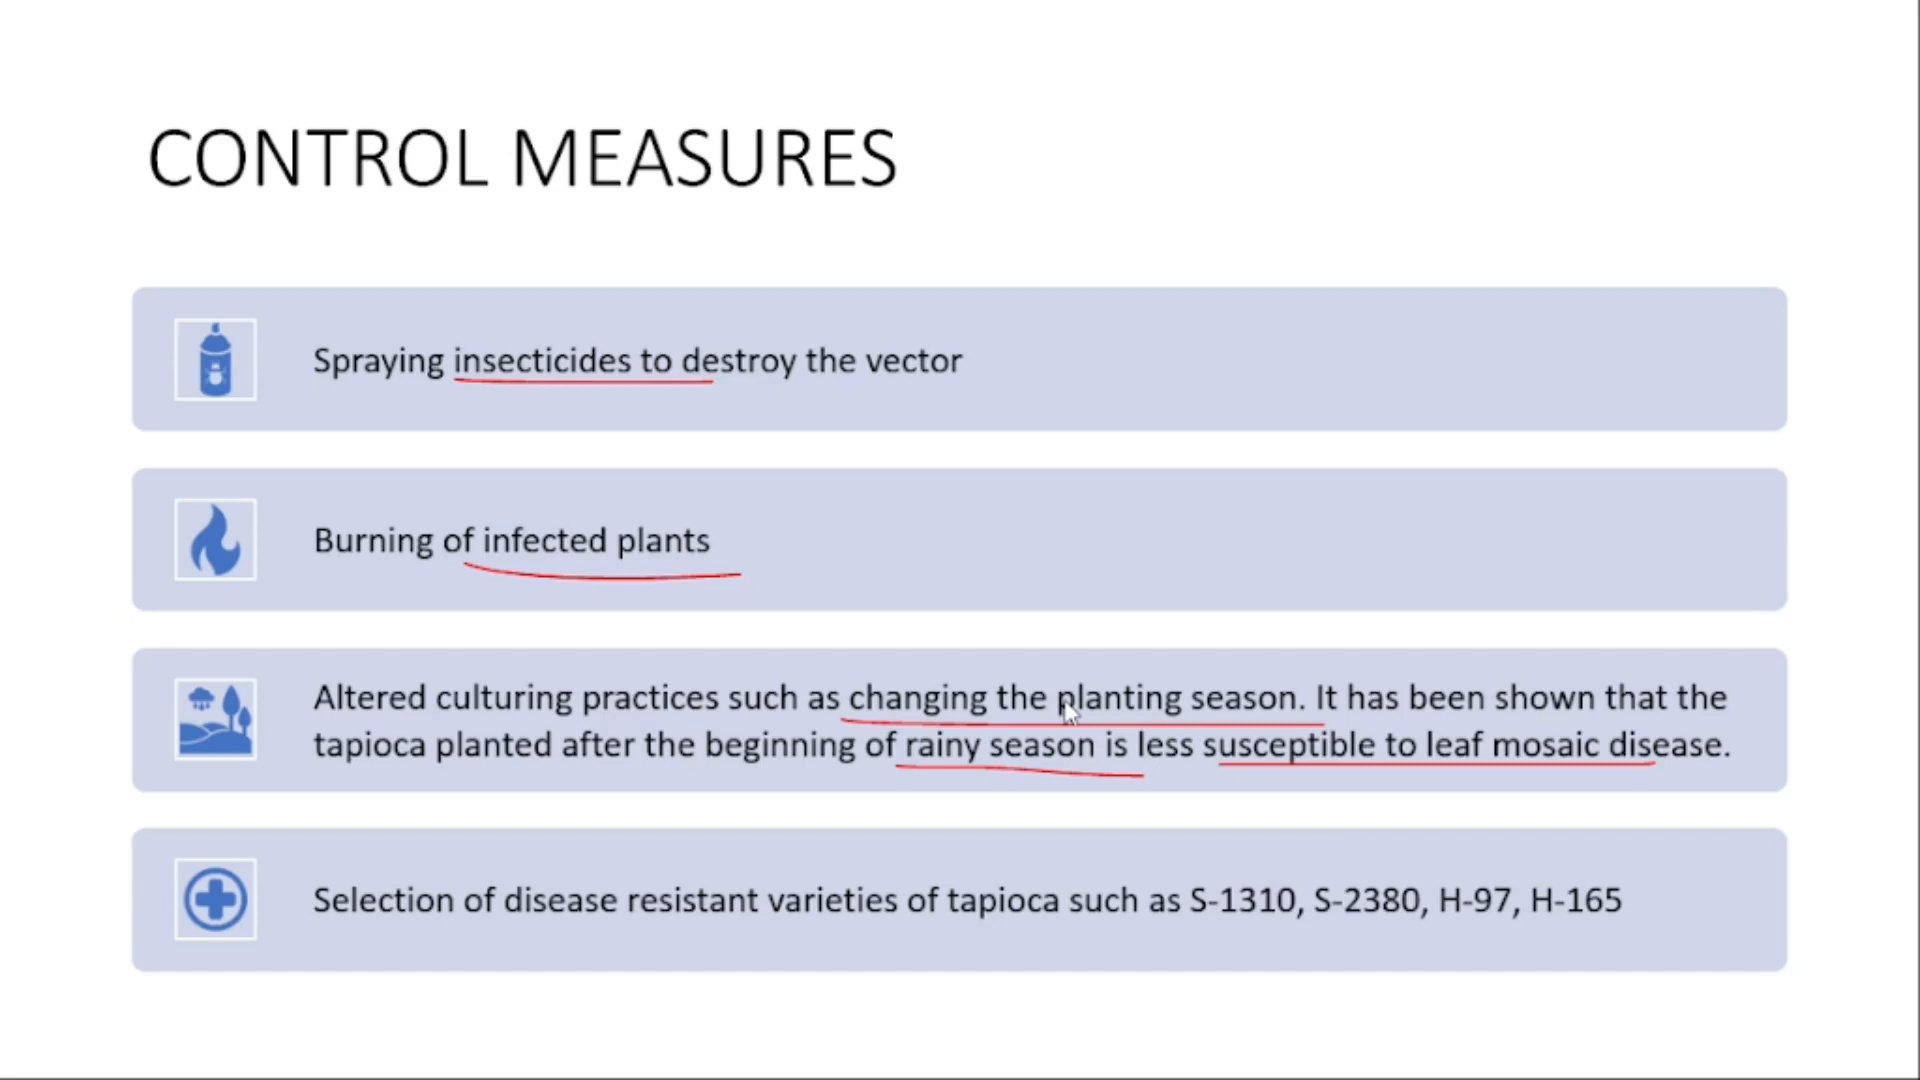 CONTROL MEASURES
Spraying insecticides to destroy the vector
Burning of infected plants
Altered culturing practices such as changing the planting season. It has been shown that the
tapioca planted after the beginning of rainy season is less susceptible to leaf mosaic disease.
Selection of disease resistant varieties of tapioca such as S-1310, S-2380, H-97, H-165